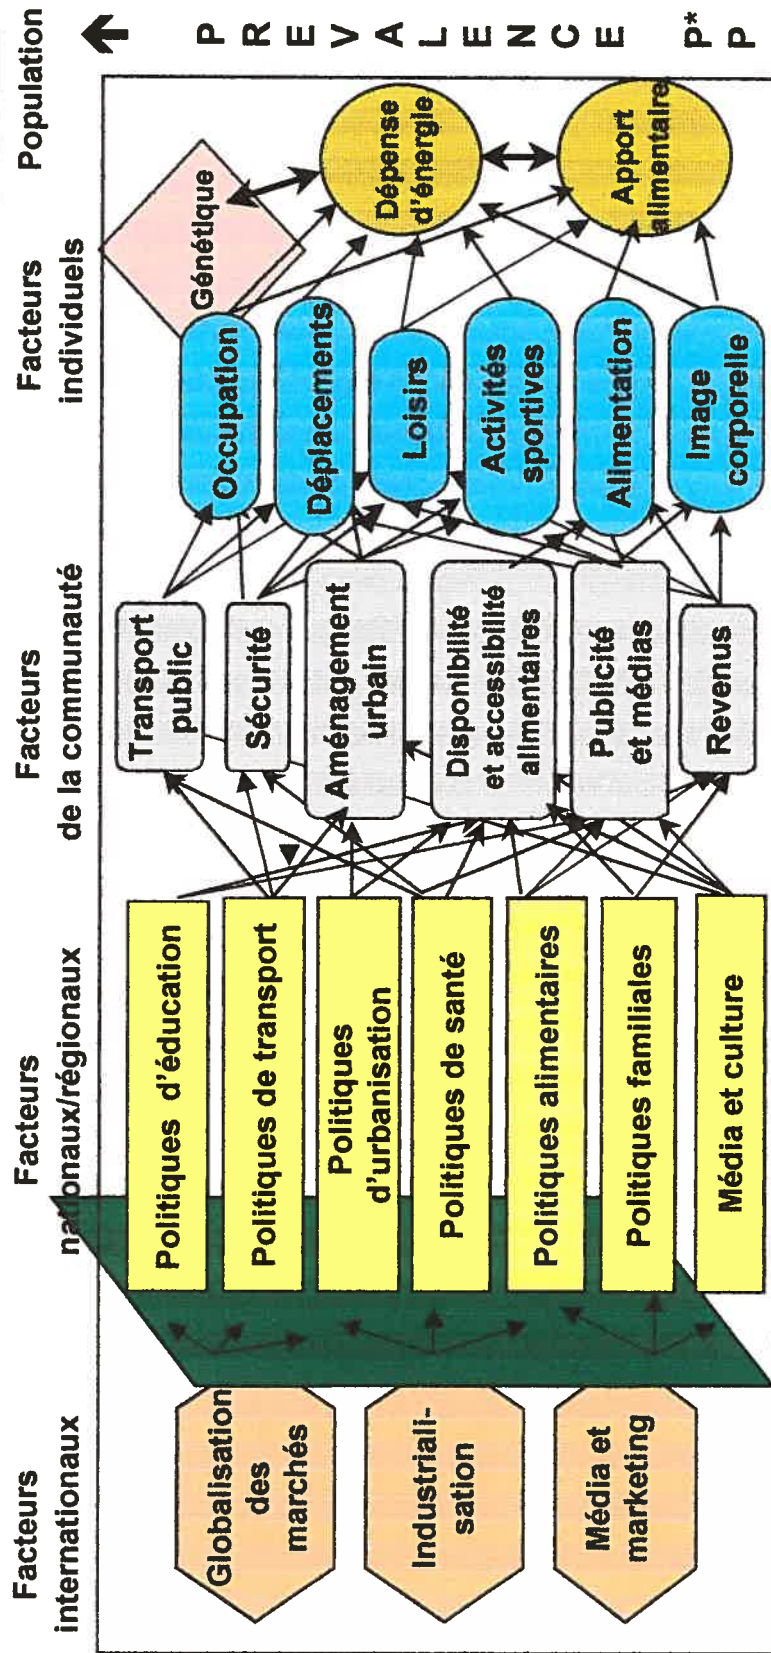 Facteurs
internationaux
Facteurs
nationaux/régionaux
Facteurs
de la communauté
Facteurs
individuels
Population
Globalisation
des
marchés
Industriali-
sation
Média et
marketing
Politiques d'éducation
Politiques de transport
Politiques
d'urbanisation
Politiques de santé
Politiques alimentaires
Politiques familiales
Média et culture
Transport
public
Sécurité
Aménagement
urbain
Disponibilité
et accessibilité
alimentaires
Publicité
et médias
Revenus
Occupation
Déplacements
Loisirs
Activités
sportives
Alimentation
Image
corporelle
Génétique
Dépense
d'énergie
Apport
alimentaire
P
R
E
V
A
L
E
N
C
E
P*
P